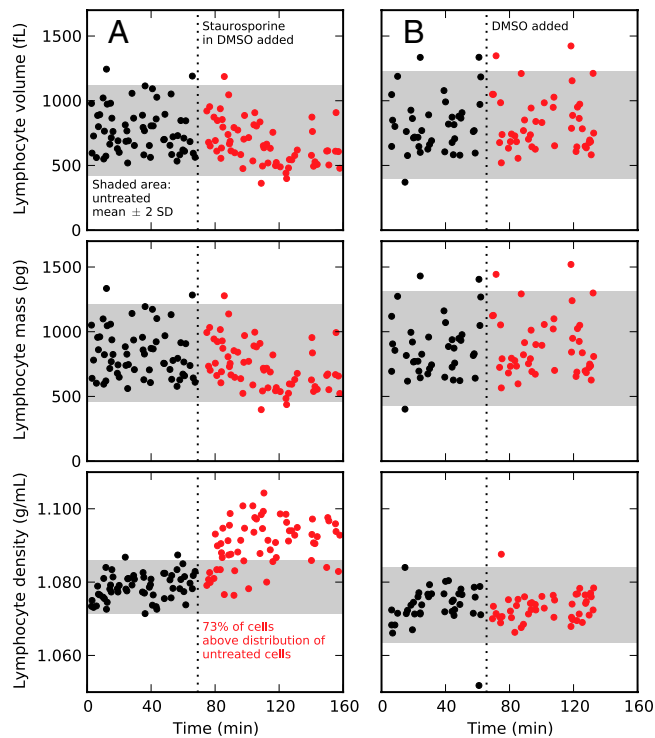 A
Staurosporine
in DMSO added
B
DMSO added
Lymphocyte volume (fL)
1500
1000
500
0
Shaded area:
untreated
mean ± 2 SD
Lymphocyte mass (pg)
1500
1000
500
0
Lymphocyte density (g/mL)
1.100
1.080
1.060
73% of cells
above distribution of
untreated cells
0 40 80 120 160
0 40 80 120 160
Time (min)
Time (min)